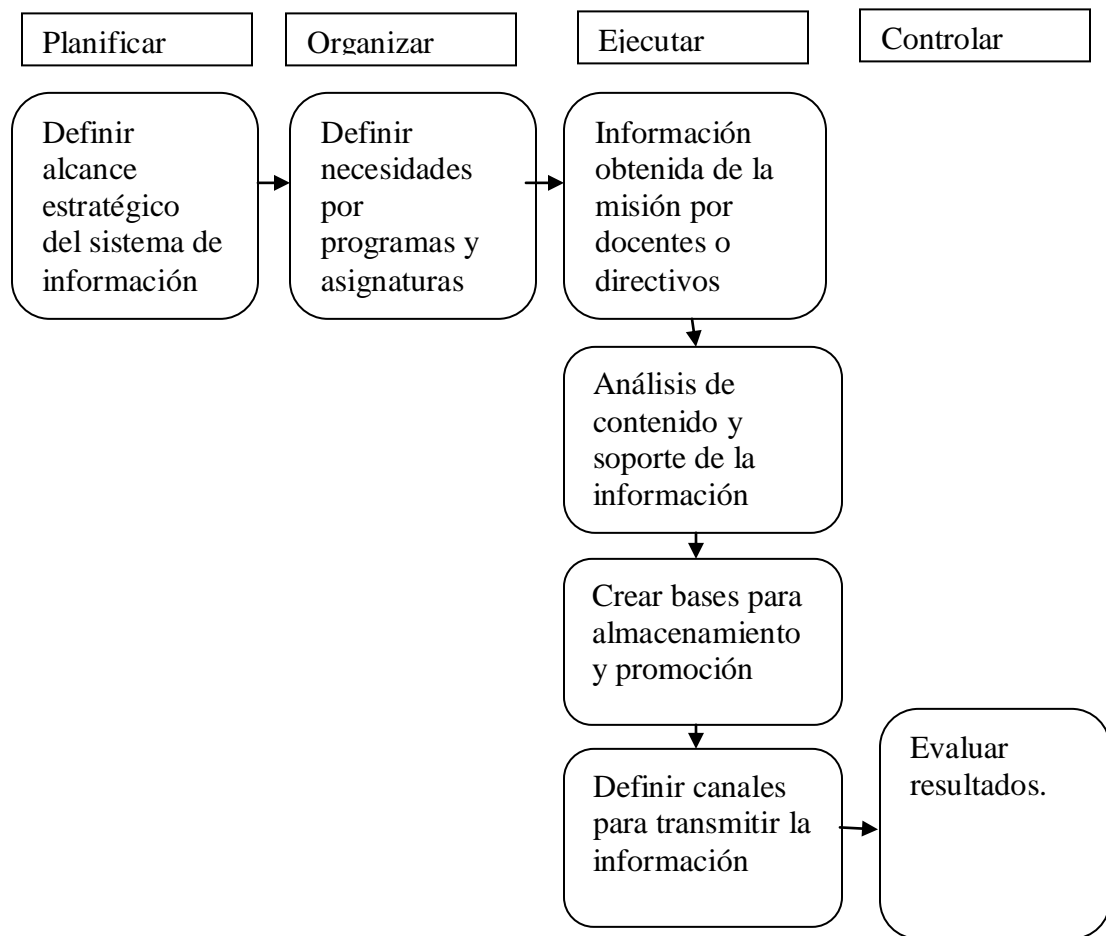 Planificar
Organizar
Ejecutar
Controlar
Definir
alcance
estratégico
del sistema de
información
Definir
necesidades
por
programas y
asignaturas
Información
obtenida de la
misión por
docentes o
directivos
Análisis de
contenido y
soporte de la
información
Crear bases para
almacenamiento
y promoción
Definir canales
para transmitir la
información
Evaluar
resultados.